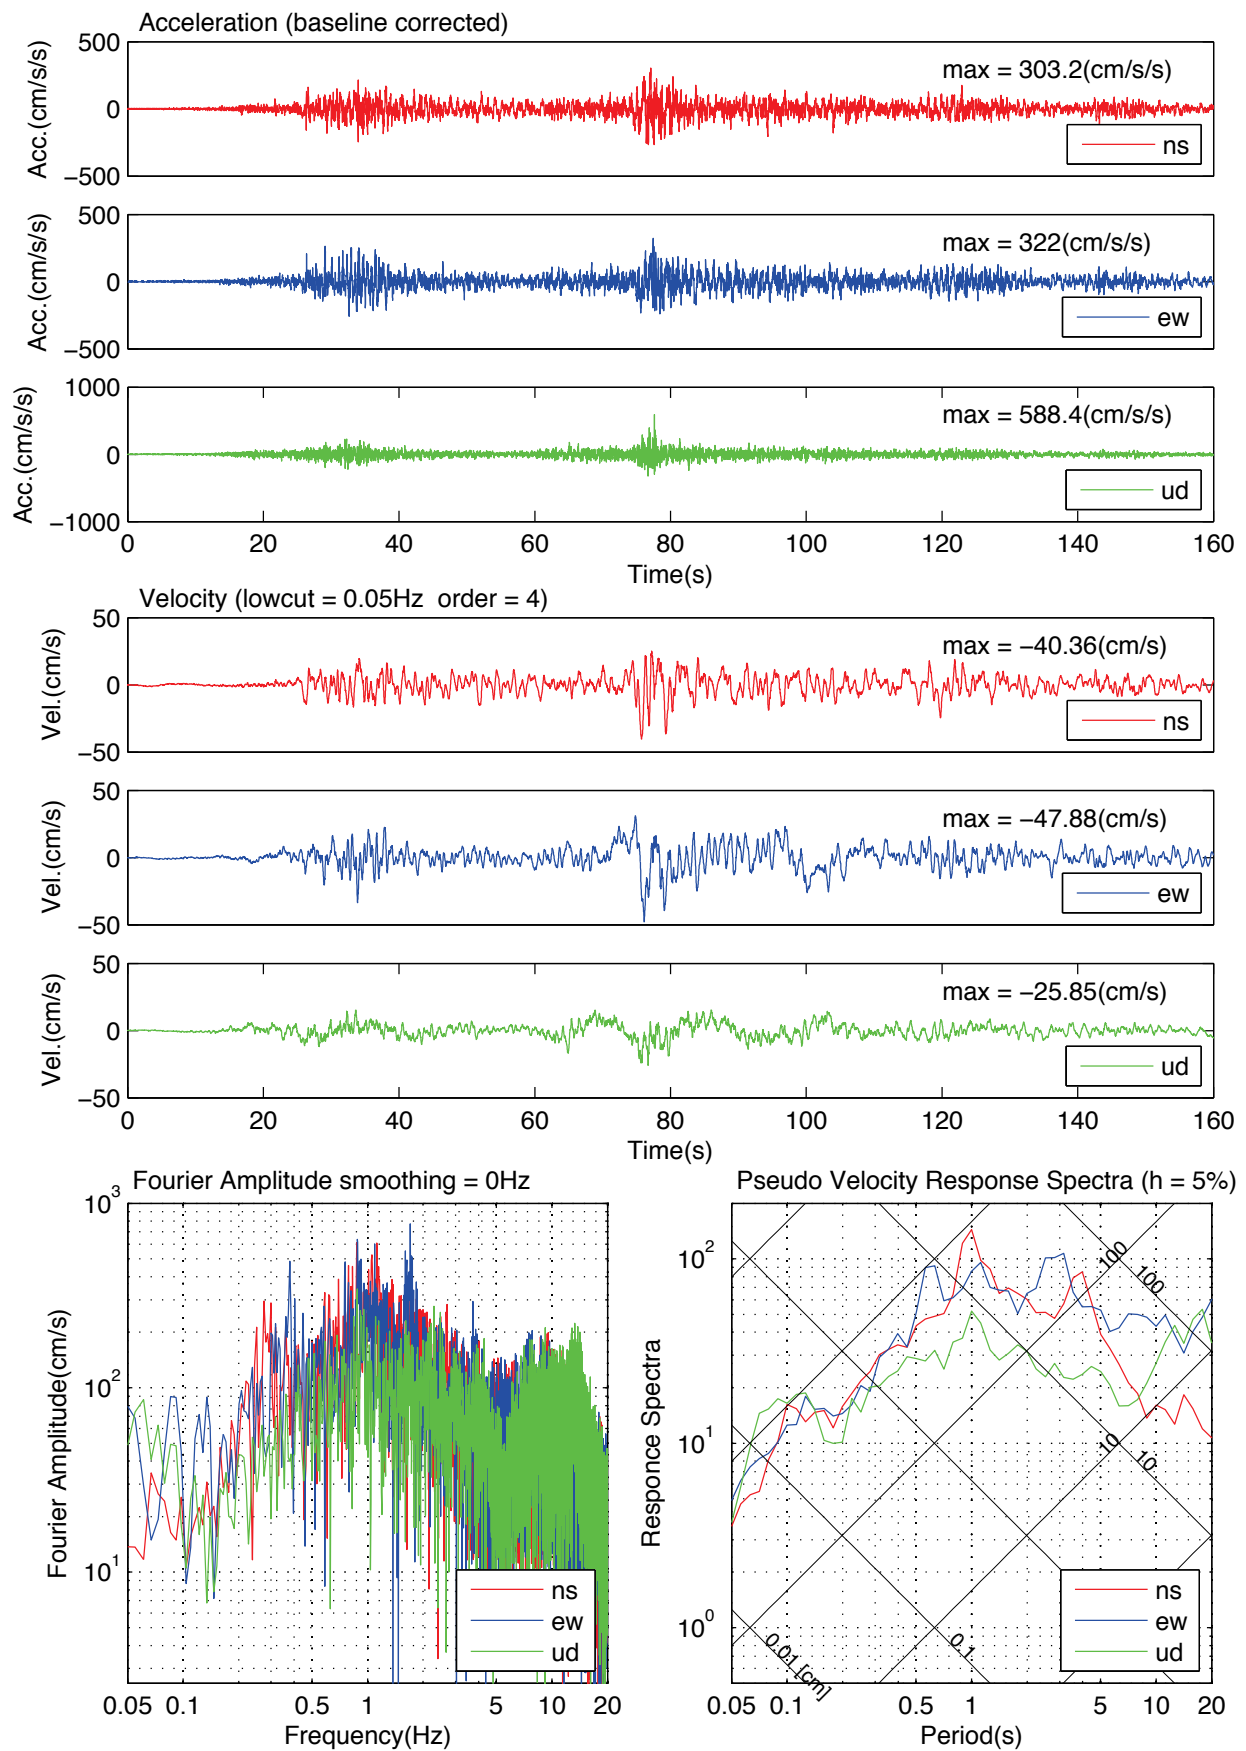 Acceleration (baseline corrected)
500
0
−500
Acc.(cm/s/s)
max = 303.2(cm/s/s)
ns
500
0
−500
Acc.(cm/s/s)
max = 322(cm/s/s)
ew
1000
0
−1000
Acc.(cm/s/s)
max = 588.4(cm/s/s)
ud
0 20 40 60 80 100 120 140 160
Time(s)
Velocity (lowcut = 0.05Hz order = 4)
50
0
−50
Vel.(cm/s)
max = −40.36(cm/s)
ns
50
0
−50
Vel.(cm/s)
max = −47.88(cm/s)
ew
50
0
−50
Vel.(cm/s)
max = −25.85(cm/s)
ud
0 20 40 60 80 100 120 140 160
Time(s)
Fourier Amplitude smoothing = 0Hz
10³
10²
10¹
Fourier Amplitude(cm/s)
ns
ew
ud
0.05 0.1 0.5 1 5 10 20
Frequency(Hz)
Pseudo Velocity Response Spectra (h = 5%)
10²
10¹
10⁰
Responce Spectra
100
100
10
10
0.1
0.01 [cm]
ns
ew
ud
0.05 0.1 0.5 1 5 10 20
Period(s)